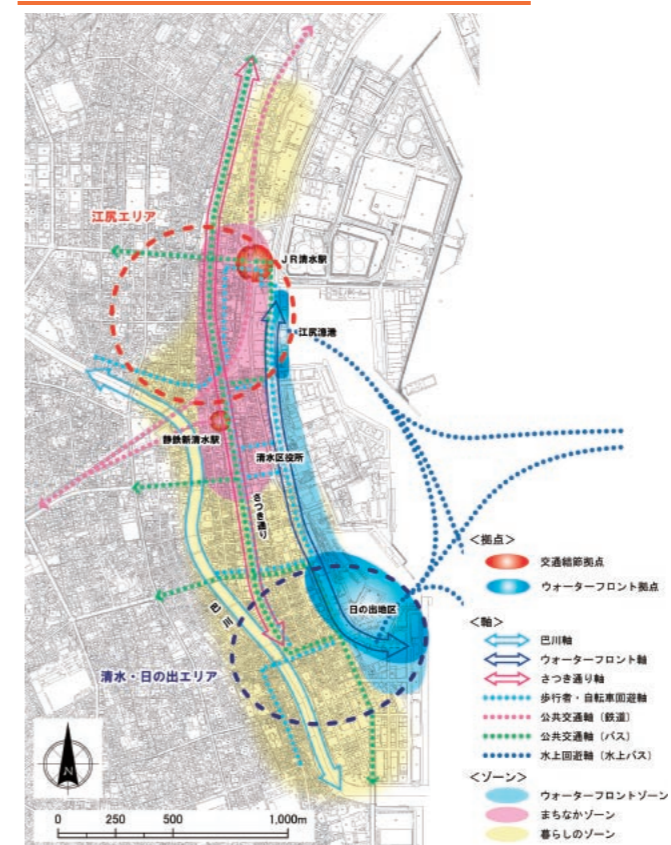 江尻エリア
JR清水駅
江尻漁港
静鉄新清水駅
清水区役所
さつき通り
日の出地区
巴川
清水・日の出エリア
N
0 250 500 1,000m
＜拠点＞
交通結節拠点
ウォーターフロント拠点
＜軸＞
巴川軸
ウォーターフロント軸
さつき通り軸
歩行者・自転車回遊軸
公共交通軸（鉄道）
公共交通軸（バス）
水上回遊軸（水上バス）
＜ゾーン＞
ウォーターフロントゾーン
まちなかゾーン
暮らしのゾーン